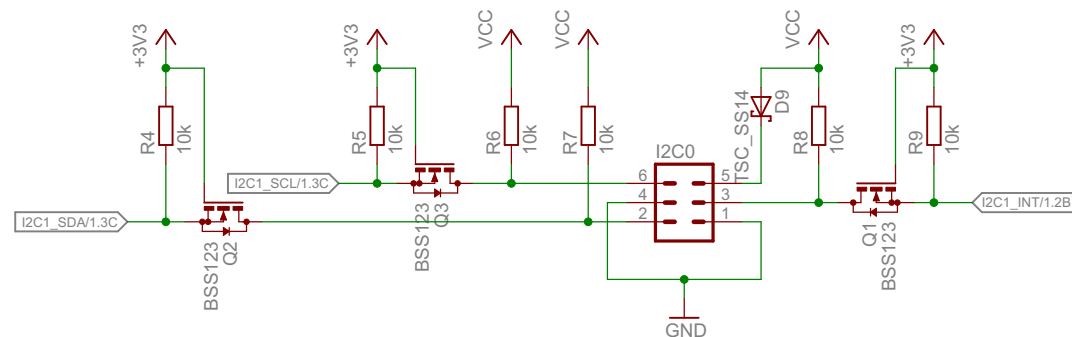 +3V3
+3V3
VCC
VCC
VCC
+3V3
R4
10k
R5
10k
R6
10k
R7
10k
TSC_SS14
D9
R8
10k
R9
10k
I2C0
I2C1_SCL/1.3C
6
5
4
3
2
1
I2C1_SDA/1.3C
I2C1_INT/1.2B
BSS123
Q2
BSS123
Q3
Q1
BSS123
GND